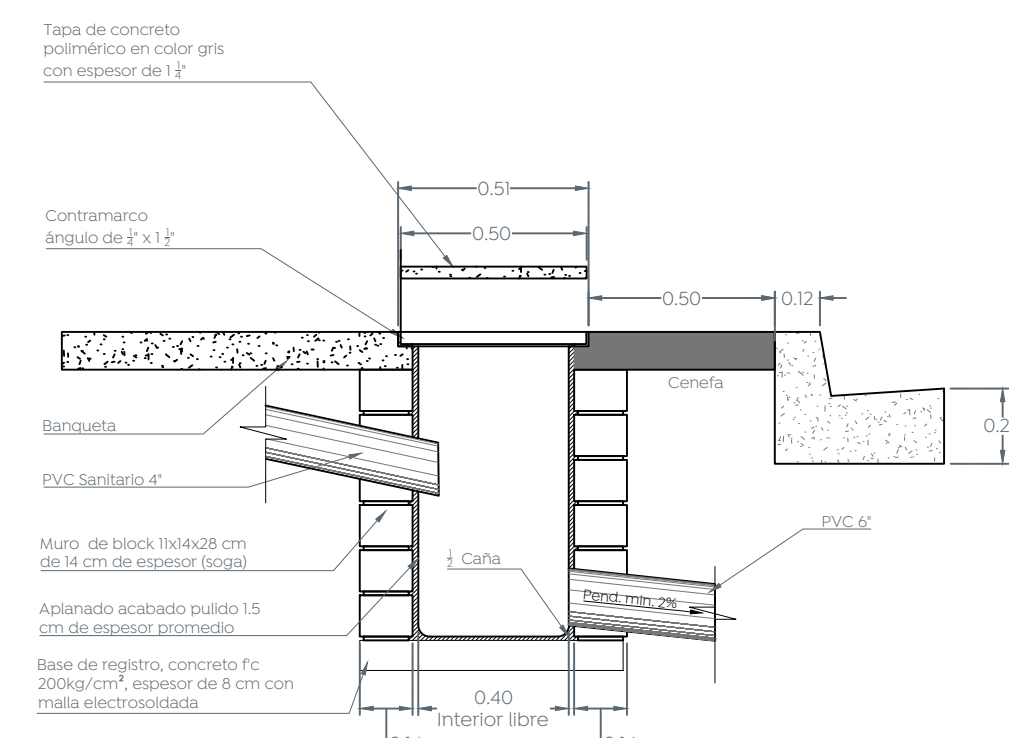 Tapa de concreto
polimérico en color gris
con espesor de 1 1/4"
0.51
Contramarco
ángulo de 1/4" x 1 1/2"
0.50
0.50
0.12
Cenefa
0.2
Banqueta
PVC Sanitario 4"
PVC 6"
Muro de block 11x14x28 cm
de 14 cm de espesor (soga)
1/2 Caña
Pend. min. 2%
Aplanado acabado pulido 1.5
cm de espesor promedio
Base de registro, concreto f'c
200kg/cm², espesor de 8 cm con
malla electrosoldada
0.40
Interior libre